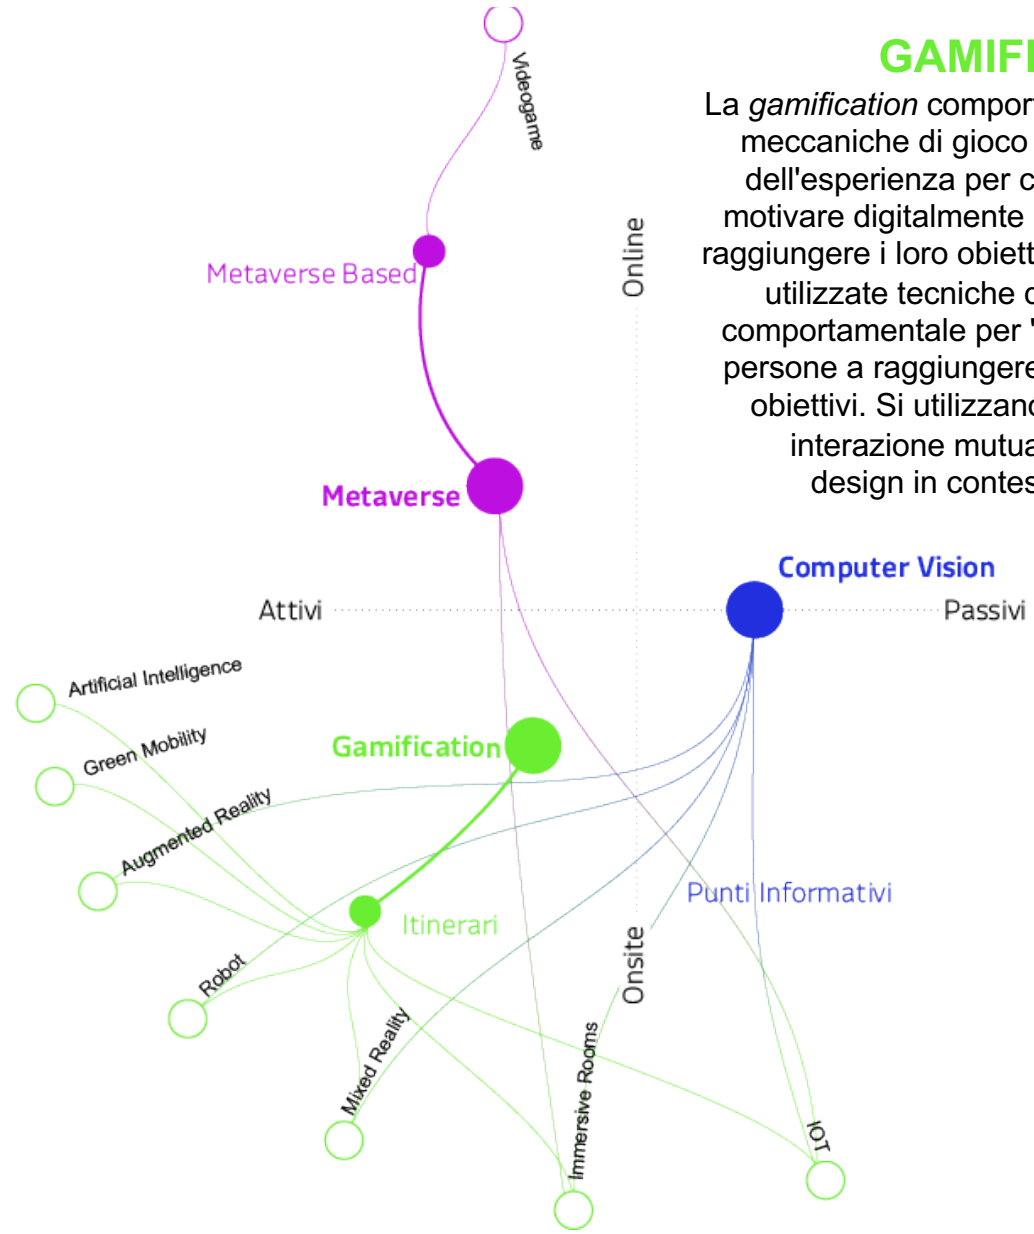 GAMIFI
La gamification comport
meccaniche di gioco
dell'esperienza per c
motivare digitalmente
raggiungere i loro obiett
utilizzate tecniche c
comportamentale per '
persone a raggiungere
obiettivi. Si utilizzano
interazione mutua
design in contes
Videogame
Online
Metaverse Based
Metaverse
Computer Vision
Attivi
Passivi
Artificial Intelligence
Green Mobility
Gamification
Augmented Reality
Punti Informativi
Itinerari
Robot
Onsite
Mixed Reality
Immersive Rooms
IOT